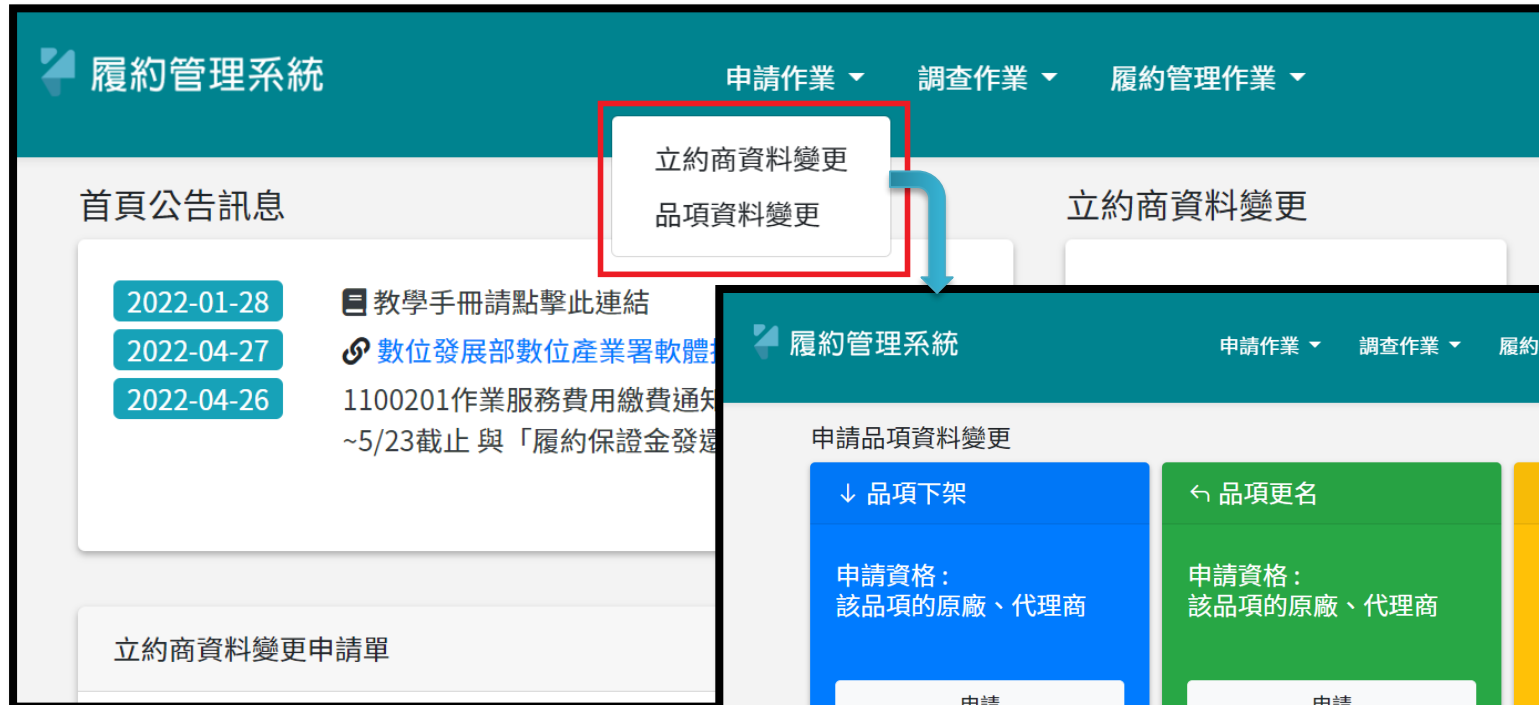 履約管理系統
申請作業
調查作業
履約管理作業
立約商資料變更
品項資料變更
首頁公告訊息
立約商資料變更
2022-01-28
教學手冊請點擊此連結
2022-04-27
數位發展部數位產業署軟體
2022-04-26
1100201作業服務費用繳費通知
~5/23截止 與「履約保證金發還
立約商資料變更申請單
履約管理系統
申請作業
調查作業
履約
申請品項資料變更
↓ 品項下架
申請資格 :
該品項的原廠、代理商
申請
品項更名
申請資格 :
該品項的原廠、代理商
申請